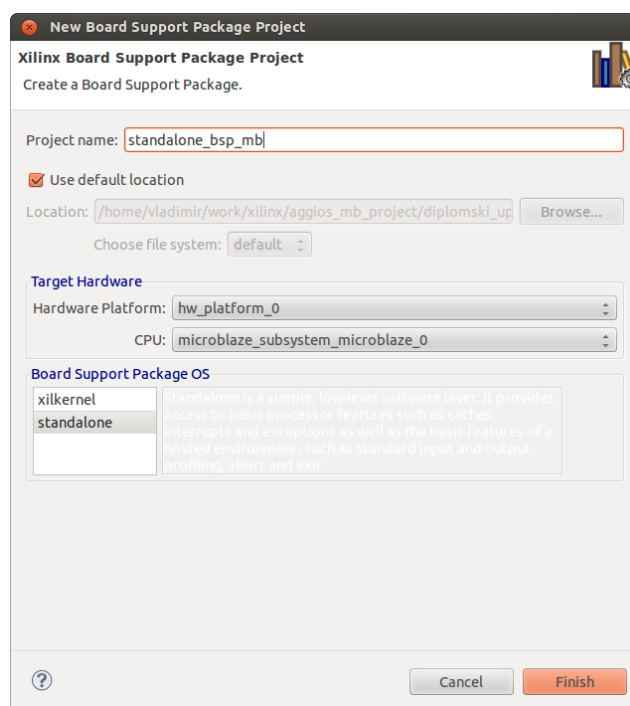 New Board Support Package Project
Xilinx Board Support Package Project
Create a Board Support Package.
Project name: standalone_bsp_mb
Use default location
Location: /home/vladimir/work/xilinx/aggios_mb_project/diplomski_up Browse...
Choose file system: default
Target Hardware
Hardware Platform: hw_platform_0
CPU: microblaze_subsystem_microblaze_0
Board Support Package OS
xilkernel
standalone
Standalone is a simple, low-level software layer. It provides
access to basic processor features such as caches,
interrupts and exceptions as well as the basic features of a
hosted environment, such as standard input and output,
profiling, abort and exit.
? Cancel Finish